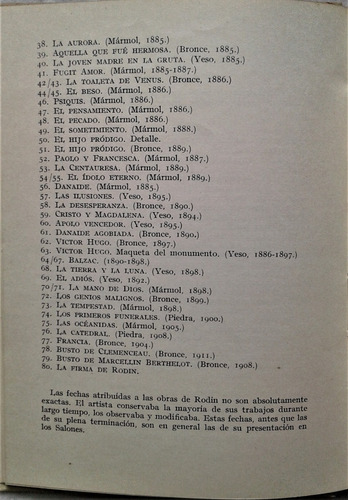 38. LA AURORA. (Mármol, 1885.)
39. AQUELLA QUE FUÉ HERMOSA. (Bronce, 1885.)
40. LA JOVEN MADRE EN LA GRUTA. (Yeso, 1885.)
41. FUGIT AMOR. (Mármol, 1885-1887.)
42/43. LA TOALETA DE VENUS. (Bronce, 1886.)
44/45. EL BESO. (Mármol, 1886.)
46. PSIQUIS. (Mármol, 1886.)
47. EL PENSAMIENTO. (Mármol, 1886.)
48. EL PECADO. (Mármol, 1886.)
49. EL SOMETIMIENTO. (Mármol, 1888.)
50. EL HIJO PRÓDIGO. Detalle.
51. EL HIJO PRÓDIGO. (Bronce, 1889.)
52. PAOLO Y FRANCESCA. (Mármol, 1887.)
53. LA CENTAURESA. (Mármol, 1889.)
54/55. EL ÍDOLO ETERNO. (Mármol, 1889.)
56. DANAIDE. (Mármol, 1885.)
57. LAS ILUSIONES. (Yeso, 1895.)
58. LA DESESPERANZA. (Bronce, 1890.)
59. CRISTO Y MAGDALENA. (Yeso, 1894.)
60. APOLO VENCEDOR. (Yeso, 1895.)
61. DANAIDE AGOBIADA. (Bronce, 1890.)
62. VICTOR HUGO. (Bronce, 1897.)
63. VICTOR HUGO. Maqueta del monumento. (Yeso, 1886-1897.)
64/67. BALZAC. (1890-1898.)
68. LA TIERRA Y LA LUNA. (Yeso, 1898.)
69. EL ADIÓS. (Yeso, 1892.)
70/71. LA MANO DE DIOS. (Mármol, 1898.)
72. LOS GENIOS MALIGNOS. (Bronce, 1899.)
73. LA TEMPESTAD. (Mármol, 1898.)
74. LOS PRIMEROS FUNERALES. (Piedra, 1900.)
75. LAS OCEÁNIDAS. (Mármol, 1905.)
76. LA CATEDRAL. (Piedra, 1908.)
77. FRANCIA. (Bronce, 1904.)
78. BUSTO DE CLEMENCEAU. (Bronce, 1911.)
79. BUSTO DE MARCELLIN BERTHELOT. (Bronce, 1908.)
80. LA FIRMA DE RODIN.
Las fechas atribuídas a las obras de Rodin no son absolutamente
exactas. El artista conservaba la mayoría de sus trabajos durante
largo tiempo, los observaba y modificaba. Estas fechas, antes que las
de su plena terminación, son en general las de su presentación en
los Salones.